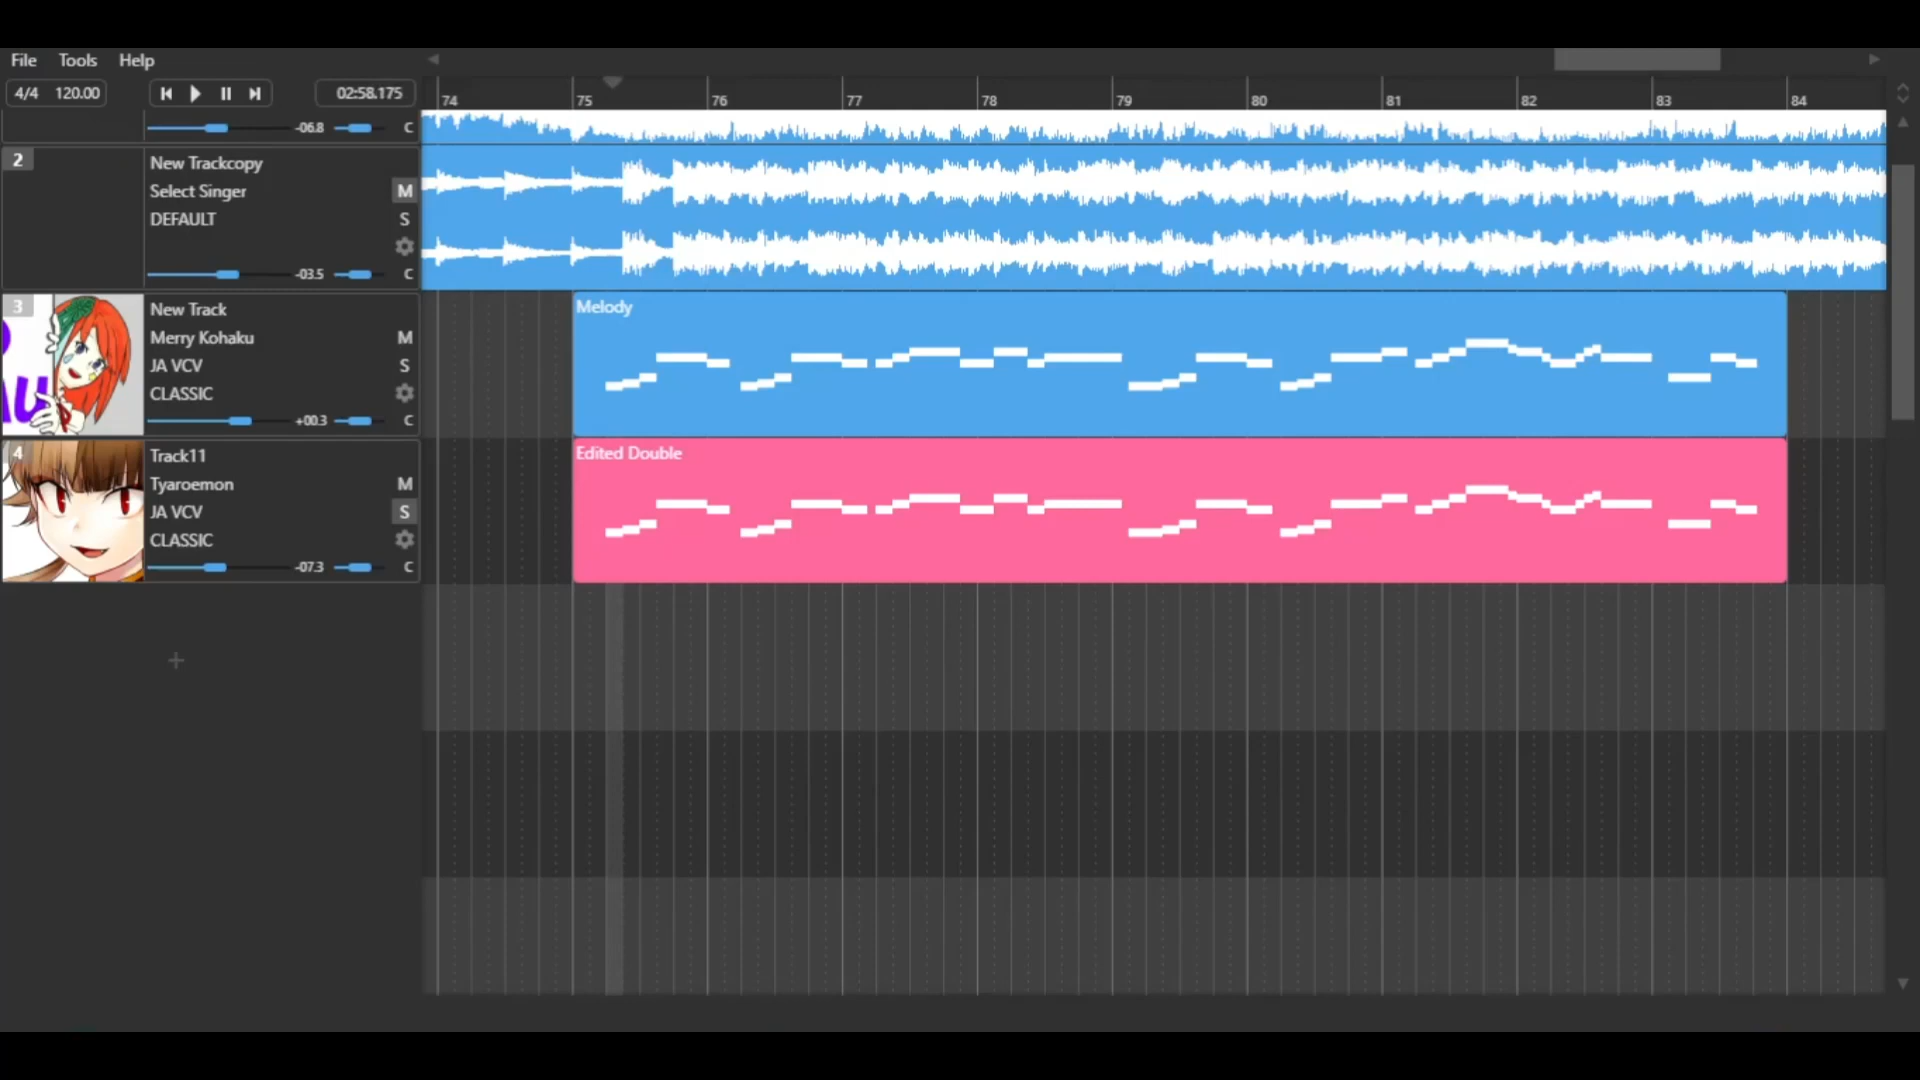 File Tools Help
4/4 120.00 02:58.175
74 75 76 77 78 79 80 81 82 83 84
-06.8 C
2 New Trackcopy
Select Singer M
DEFAULT S
-03.5 C
3 New Track
Merry Kohaku M
JA VCV S
CLASSIC
+00.3 C
Melody
4 Track11
Tyaroemon M
JA VCV S
CLASSIC
-07.3 C
Edited Double